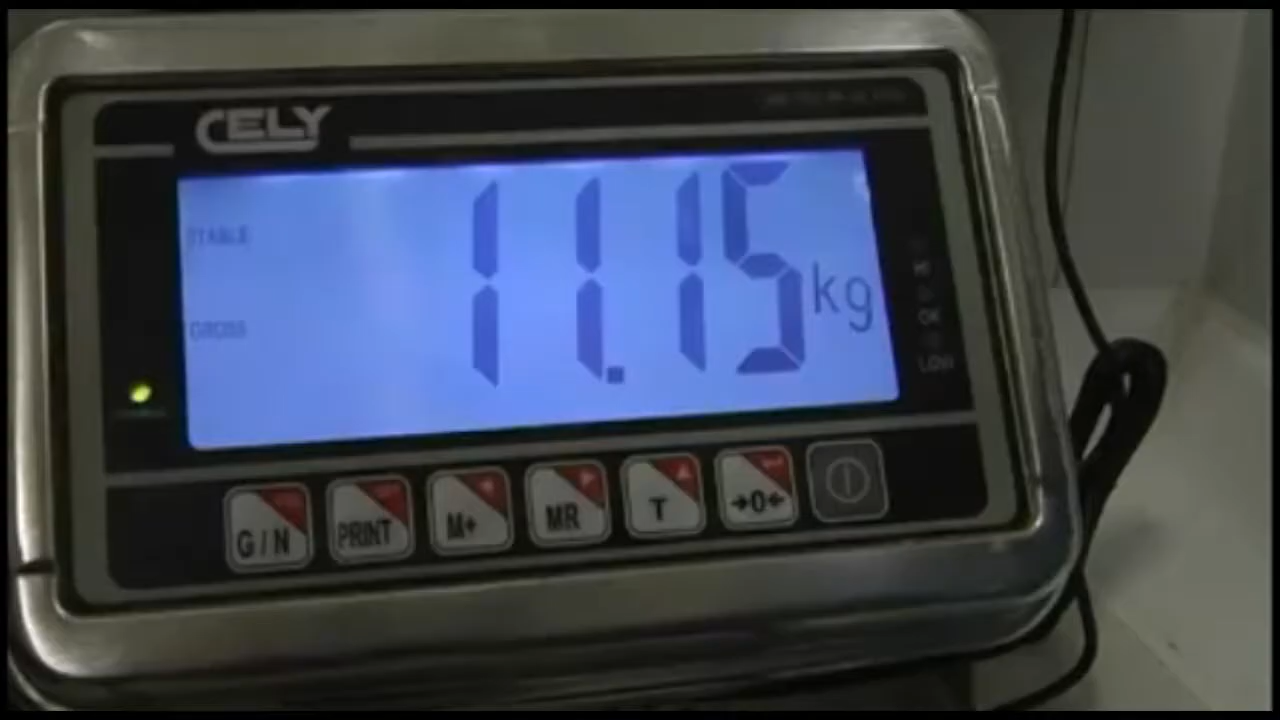 CELY
STABLE
11.15 kg
GROSS
OK
LOW
G / N
PRINT
M+
MR
T
→0←